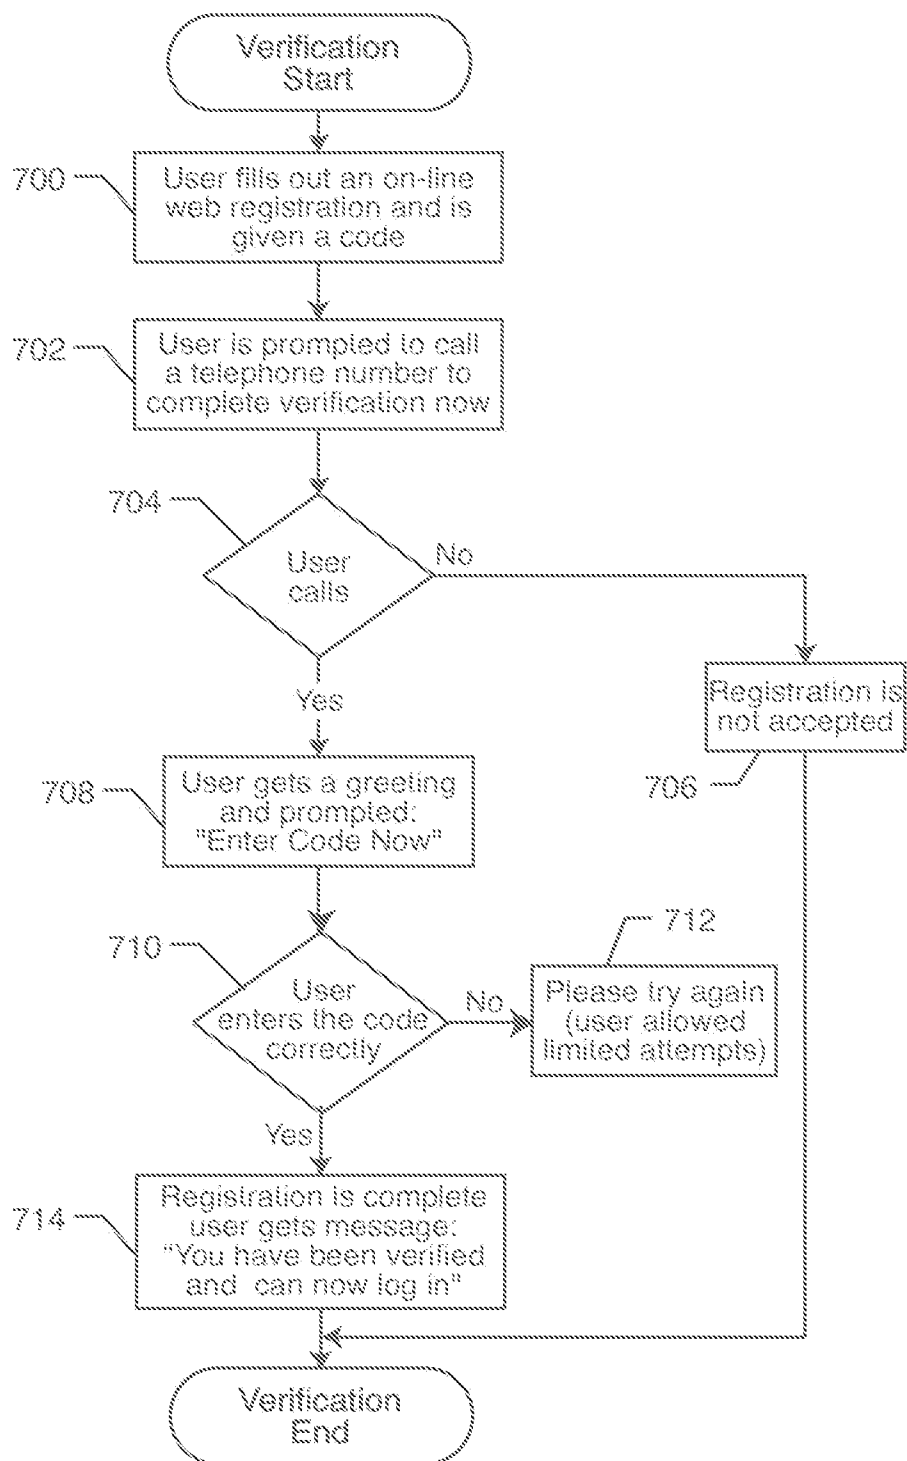 Verification
Start
700
User fills out an on-line
web registration and is
given a code
702
User is prompted to call
a telephone number to
complete verification now
704
User
calls
No
Yes
Registration is
not accepted
706
708
User gets a greeting
and prompted:
"Enter Code Now"
710
User
enters the code
correctly
No
712
Please try again
(user allowed
limited attempts)
Yes
714
Registration is complete
user gets message:
"You have been verified
and can now log in"
Verification
End